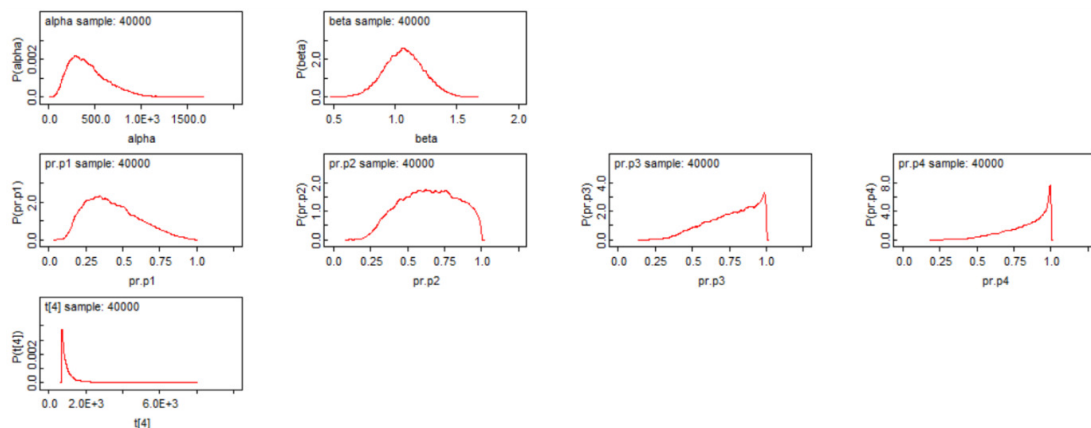 alpha sample: 40000
P(alpha)
0.0 0.002
0.0 500.0 1.0E+3 1500.0
alpha
beta sample: 40000
P(beta)
0.0 2.0
0.5 1.0 1.5 2.0
beta
pr.p1 sample: 40000
P(pr.p1)
0.0 2.0
0.0 0.25 0.5 0.75 1.0
pr.p1
pr.p2 sample: 40000
P(pr.p2)
0.0 1.0 2.0
0.0 0.25 0.5 0.75 1.0
pr.p2
pr.p3 sample: 40000
P(pr.p3)
0.0 2.0 4.0
0.0 0.25 0.5 0.75 1.0
pr.p3
pr.p4 sample: 40000
P(pr.p4)
0.0 4.0 8.0
0.0 0.25 0.5 0.75 1.0
pr.p4
t[4] sample: 40000
P(t[4])
0.0 0.002
0.0 2.0E+3 6.0E+3
t[4]